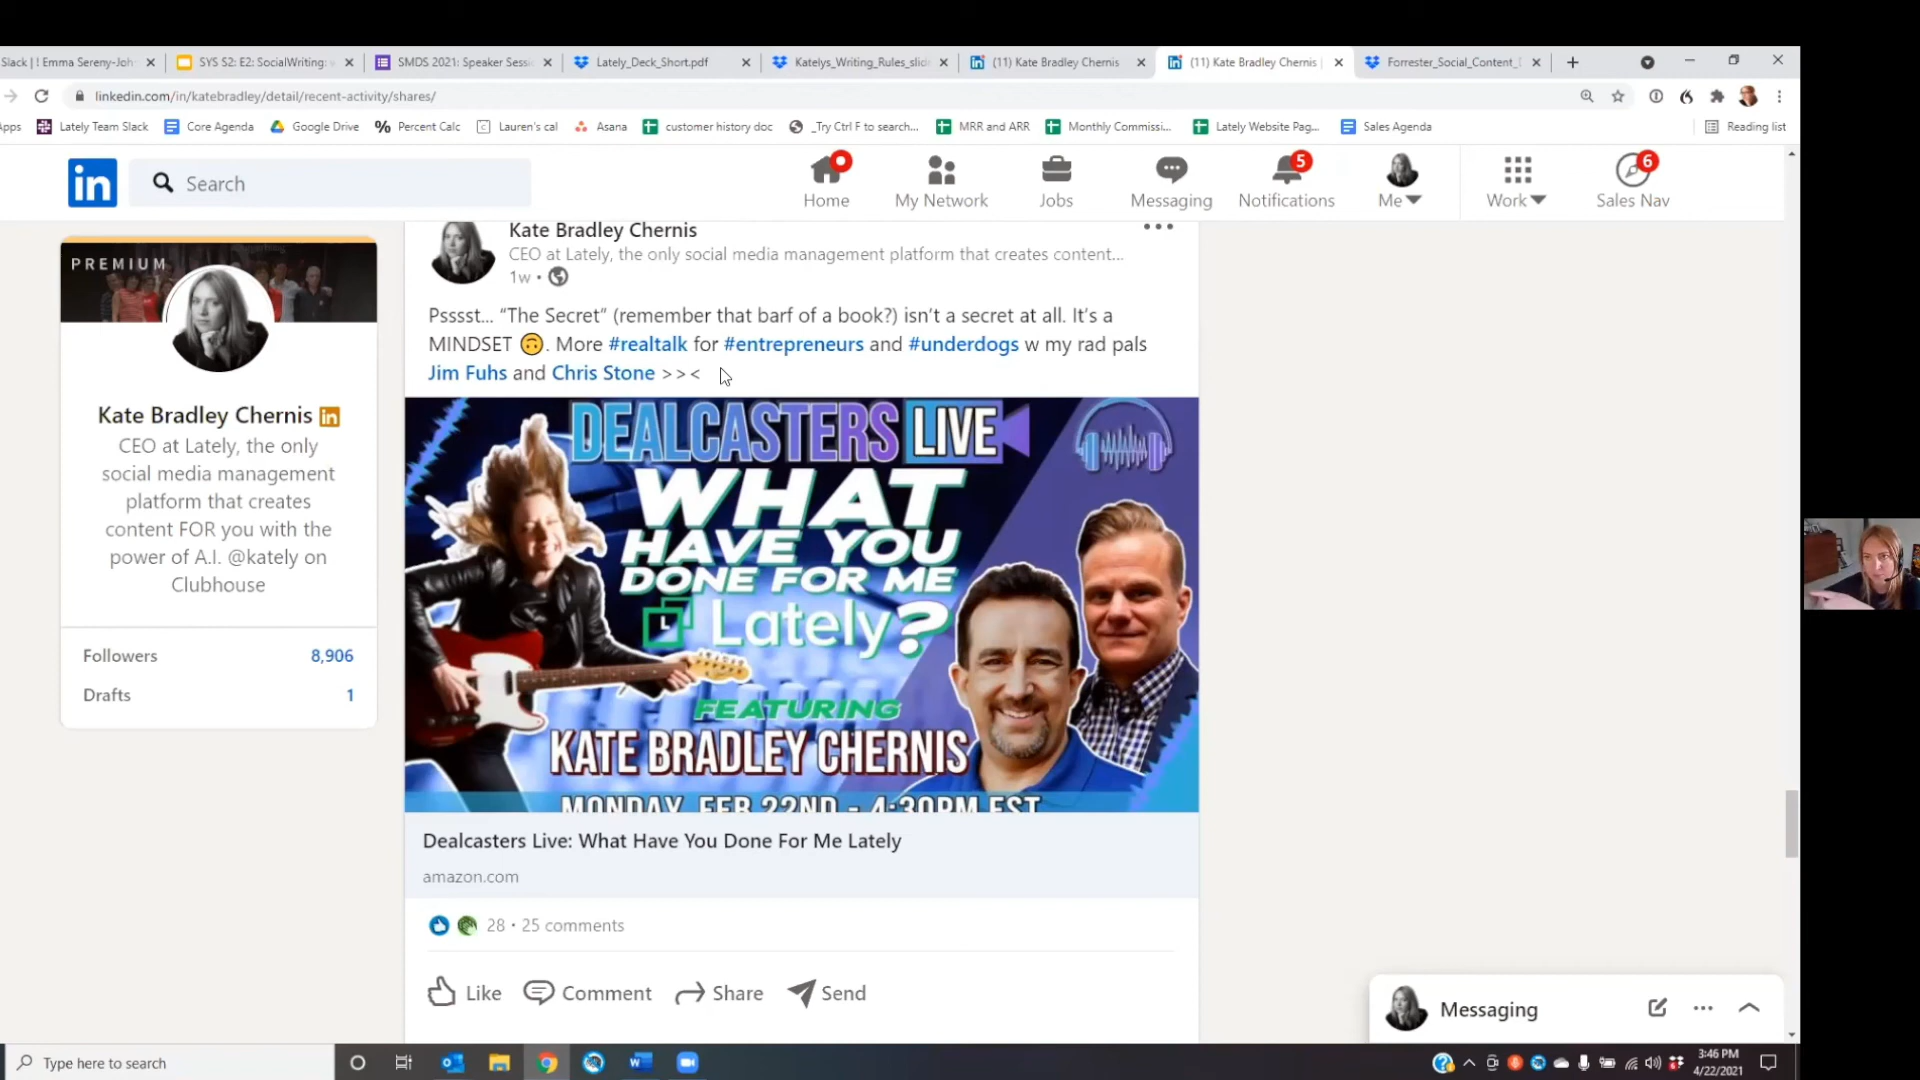 Slack | ! Emma Sereny-Joh
SYS S2: E2: SocialWriting:
SMDS 2021: Speaker Sessi
Lately_Deck_Short.pdf
Katelys_Writing_Rules_slid
(11) Kate Bradley Chernis
(11) Kate Bradley Chernis |
Forrester_Social_Content_
linkedin.com/in/katebradley/detail/recent-activity/shares/
Apps
Lately Team Slack
Core Agenda
Google Drive
Percent Calc
Lauren's cal
Asana
customer history doc
_Try Ctrl F to search...
MRR and ARR
Monthly Commissi...
Lately Website Pag...
Sales Agenda
Reading list
in
Search
Home
My Network
Jobs
Messaging
5
Notifications
Me
Work
6
Sales Nav
PREMIUM
Kate Bradley Chernis in
CEO at Lately, the only
social media management
platform that creates
content FOR you with the
power of A.I. @kately on
Clubhouse
Followers 8,906
Drafts 1
Kate Bradley Chernis
CEO at Lately, the only social media management platform that creates content...
1w •
Psssst... “The Secret” (remember that barf of a book?) isn’t a secret at all. It’s a
MINDSET 🙃. More #realtalk for #entrepreneurs and #underdogs w my rad pals
Jim Fuhs and Chris Stone >><
DEALCASTERS LIVE
WHAT
HAVE YOU
DONE FOR ME
L Lately?
FEATURING
KATE BRADLEY CHERNIS
MONDAY, FEB 22ND - 4:30PM EST
Dealcasters Live: What Have You Done For Me Lately
amazon.com
28 • 25 comments
Like
Comment
Share
Send
Messaging
Type here to search
3:46 PM
4/22/2021